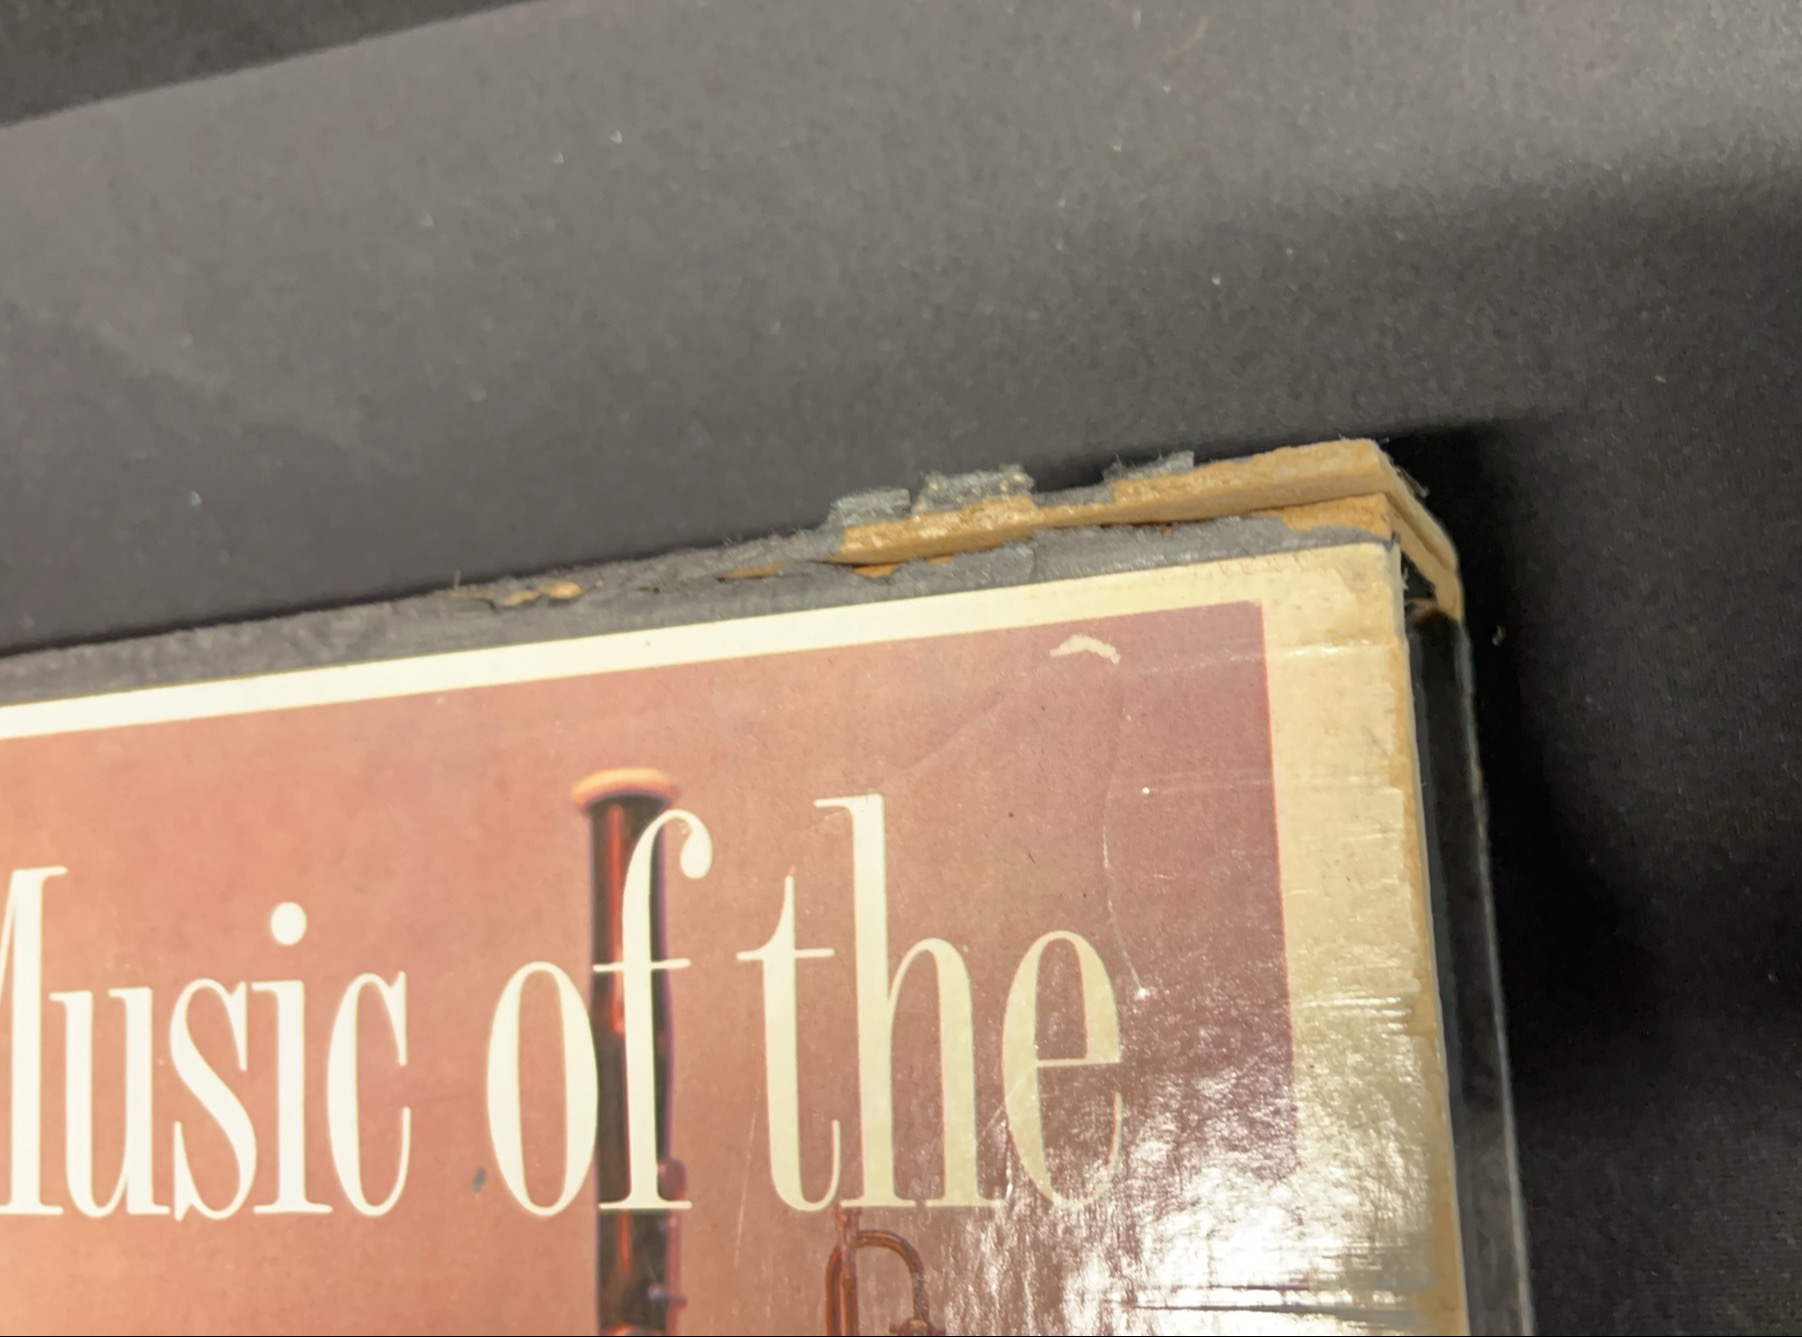 Music of the